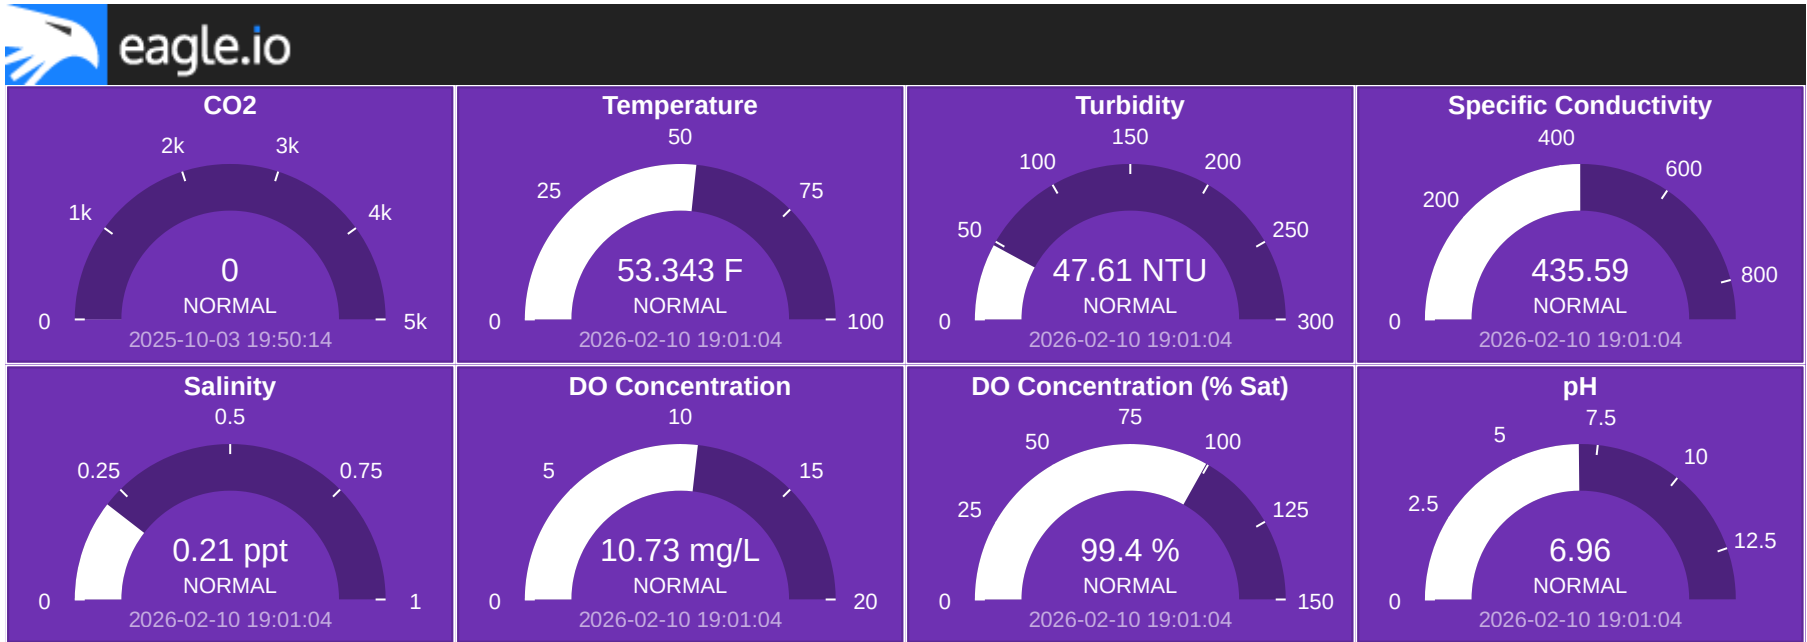 eagle.io
CO2
2k
3k
1k
4k
0
5k
0
NORMAL
2025-10-03 19:50:14
Temperature
50
25
75
0
100
53.343 F
NORMAL
2026-02-10 19:01:04
Turbidity
150
100
200
50
250
0
300
47.61 NTU
NORMAL
2026-02-10 19:01:04
Specific Conductivity
400
600
200
800
0
435.59
NORMAL
2026-02-10 19:01:04
Salinity
0.5
0.25
0.75
0
1
0.21 ppt
NORMAL
2026-02-10 19:01:04
DO Concentration
10
5
15
0
20
10.73 mg/L
NORMAL
2026-02-10 19:01:04
DO Concentration (% Sat)
75
50
100
25
125
0
150
99.4 %
NORMAL
2026-02-10 19:01:04
pH
7.5
5
10
2.5
12.5
0
6.96
NORMAL
2026-02-10 19:01:04